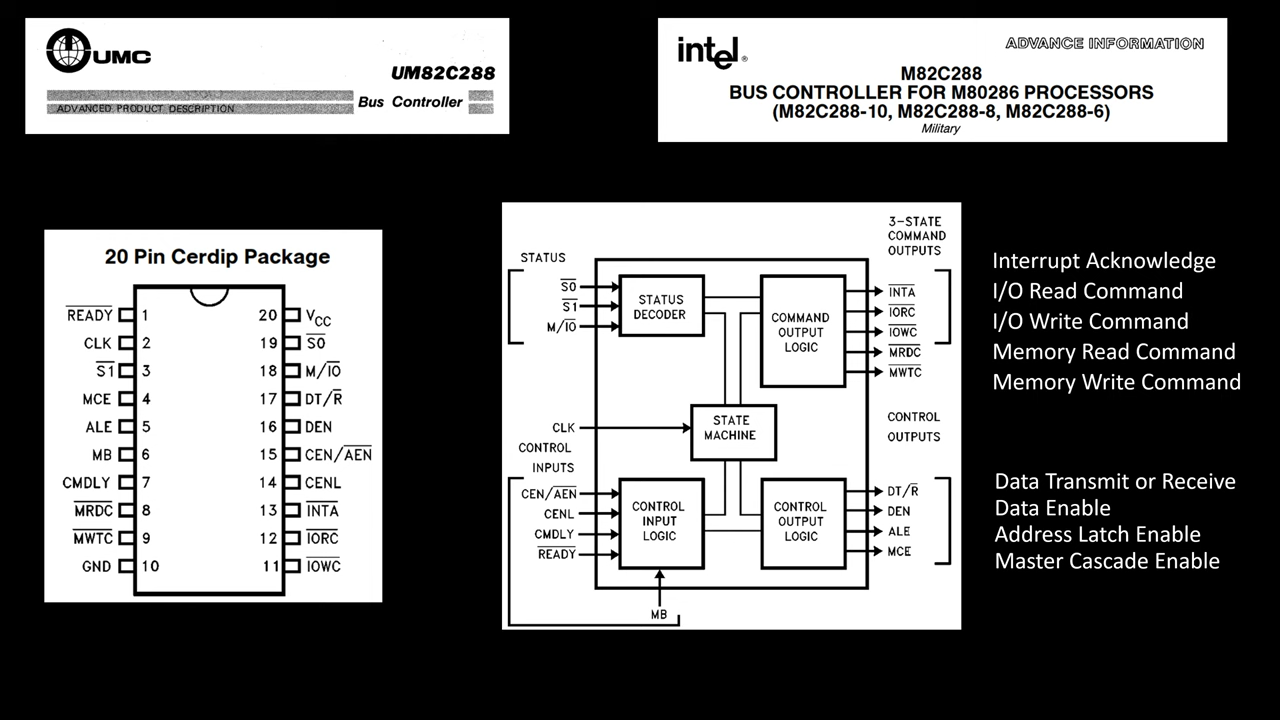 UMC
UM82C288
ADVANCED PRODUCT DESCRIPTION
Bus Controller
intel®
ADVANCE INFORMATION
M82C288
BUS CONTROLLER FOR M80286 PROCESSORS
(M82C288-10, M82C288-8, M82C288-6)
Military
20 Pin Cerdip Package
READY 1 20 VCC
CLK 2 19 S0
S1 3 18 M/IO
MCE 4 17 DT/R
ALE 5 16 DEN
MB 6 15 CEN/AEN
CMDLY 7 14 CENL
MRDC 8 13 INTA
MWTC 9 12 IORC
GND 10 11 IOWC
STATUS
S0
S1
M/IO
STATUS
DECODER
COMMAND
OUTPUT
LOGIC
3-STATE
COMMAND
OUTPUTS
INTA
IORC
IOWC
MRDC
MWTC
CLK
STATE
MACHINE
CONTROL
INPUTS
CONTROL
OUTPUTS
CEN/AEN
CENL
CMDLY
READY
CONTROL
INPUT
LOGIC
CONTROL
OUTPUT
LOGIC
DT/R
DEN
ALE
MCE
MB
Interrupt Acknowledge
I/O Read Command
I/O Write Command
Memory Read Command
Memory Write Command
Data Transmit or Receive
Data Enable
Address Latch Enable
Master Cascade Enable